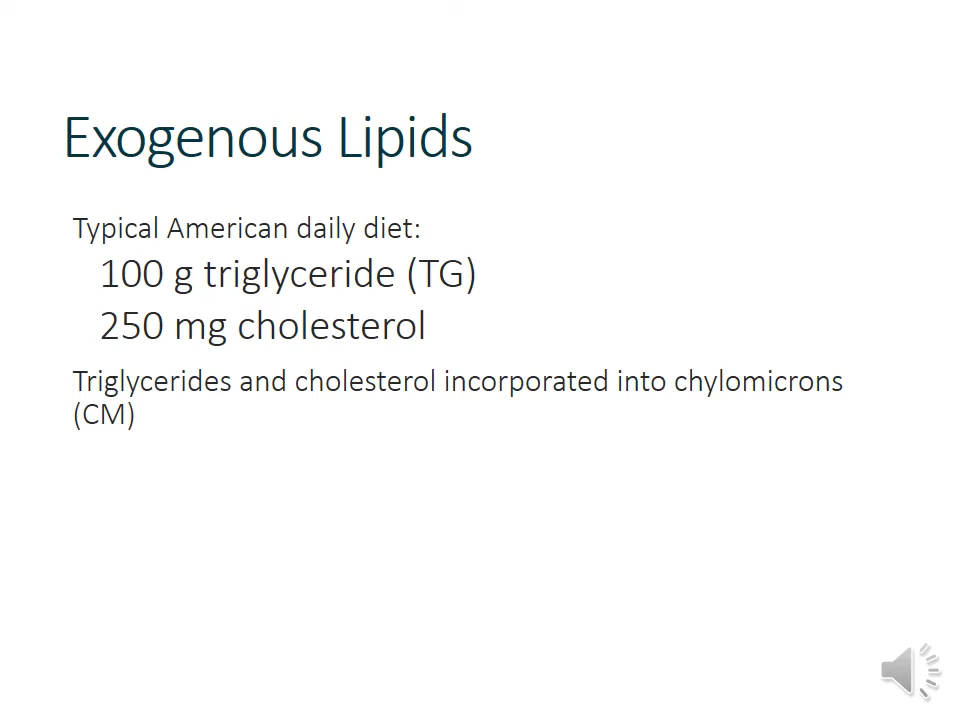 Exogenous Lipids
Typical American daily diet:
100 g triglyceride (TG)
250 mg cholesterol
Triglycerides and cholesterol incorporated into chylomicrons
(CM)